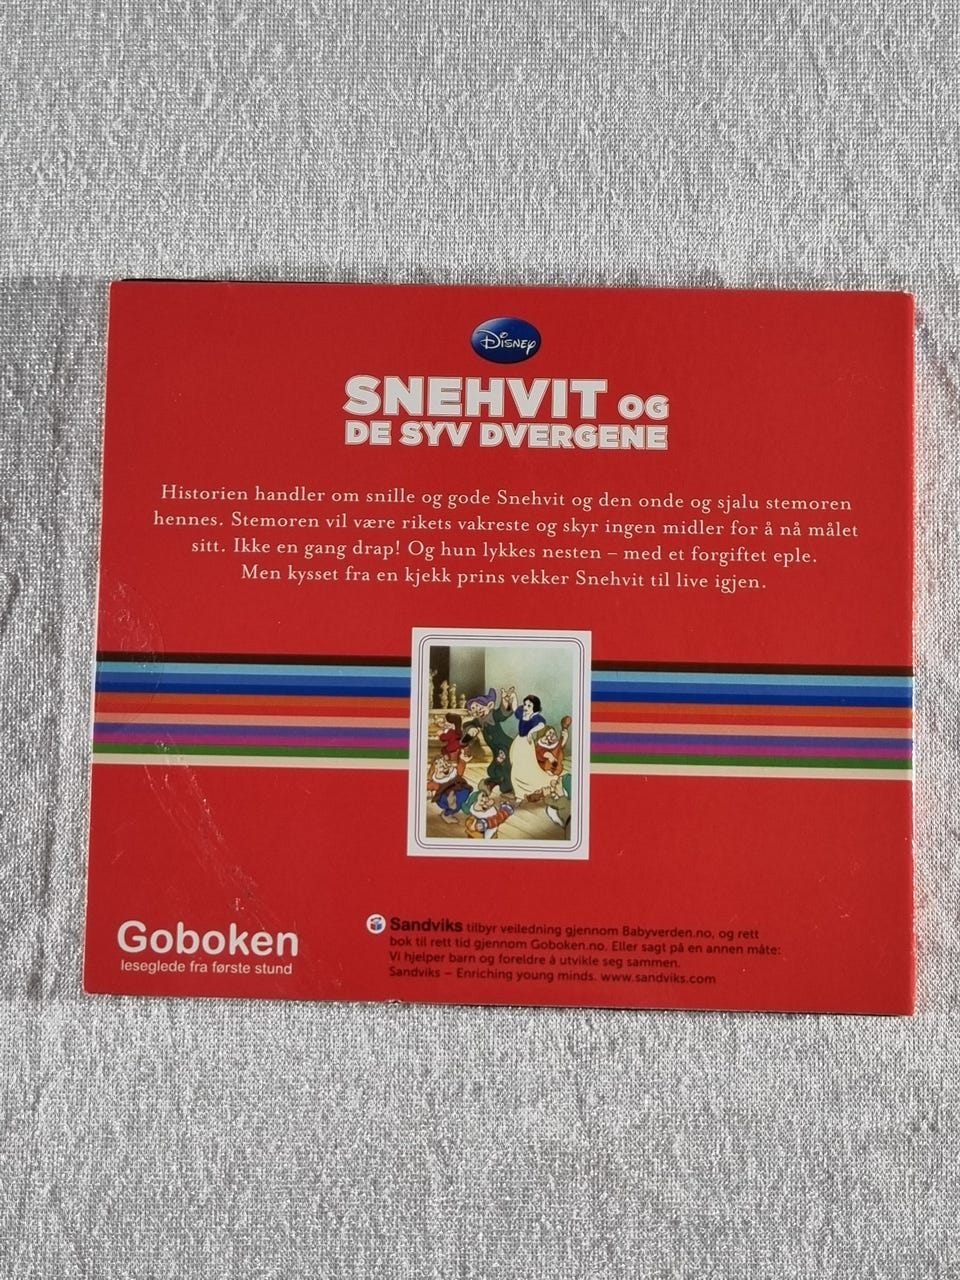 Disney
SNEHVIT OG
DE SYV DVERGENE
Historien handler om snille og gode Snehvit og den onde og sjalu stemoren
hennes. Stemoren vil være rikets vakreste og skyr ingen midler for å nå målet
sitt. Ikke en gang drap! Og hun lykkes nesten – med et forgiftet eple.
Men kysset fra en kjekk prins vekker Snehvit til live igjen.
Goboken
leseglede fra første stund
Sandviks tilbyr veiledning gjennom Babyverden.no, og rett
bok til rett tid gjennom Goboken.no. Eller sagt på en annen måte:
Vi hjelper barn og foreldre å utvikle seg sammen.
Sandviks – Enriching young minds. www.sandviks.com